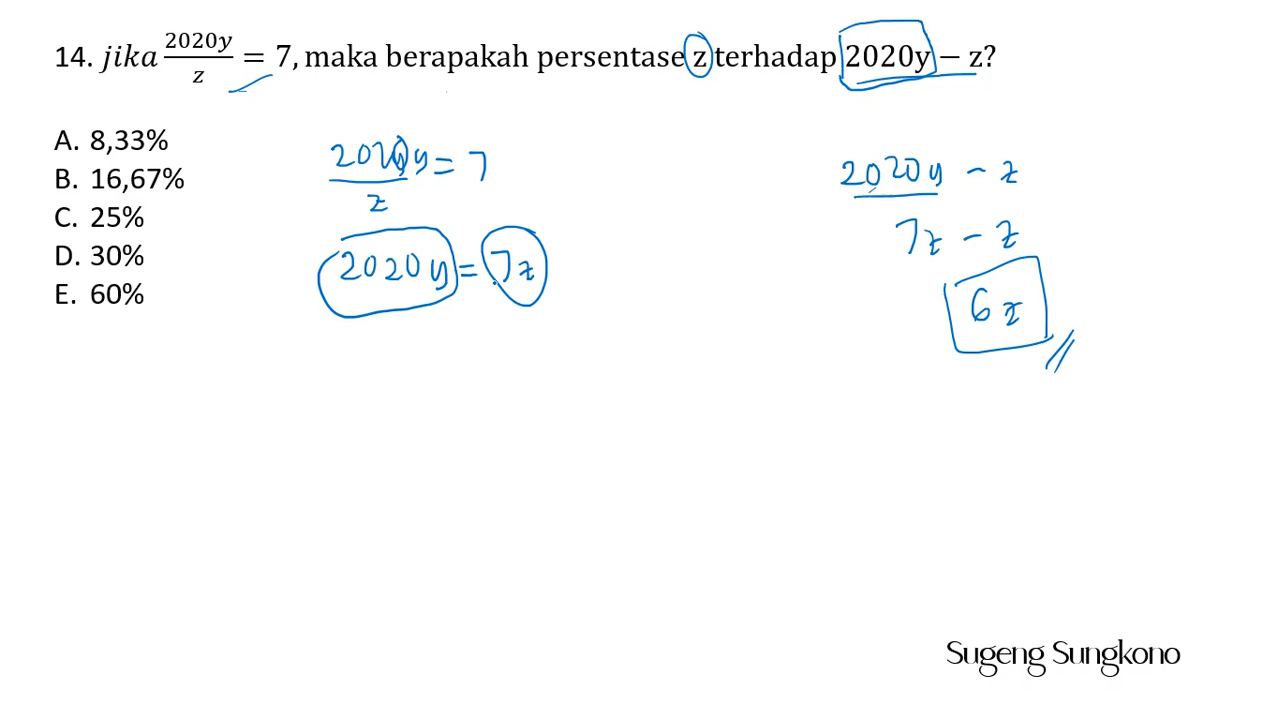 14. jika 2020y/z = 7, maka berapakah persentase z terhadap 2020y − z?
A. 8,33%
B. 16,67%
C. 25%
D. 30%
E. 60%
2020y/z = 7
2020y = 7z
2020y − z
7z − z
6z
Sugeng Sungkono